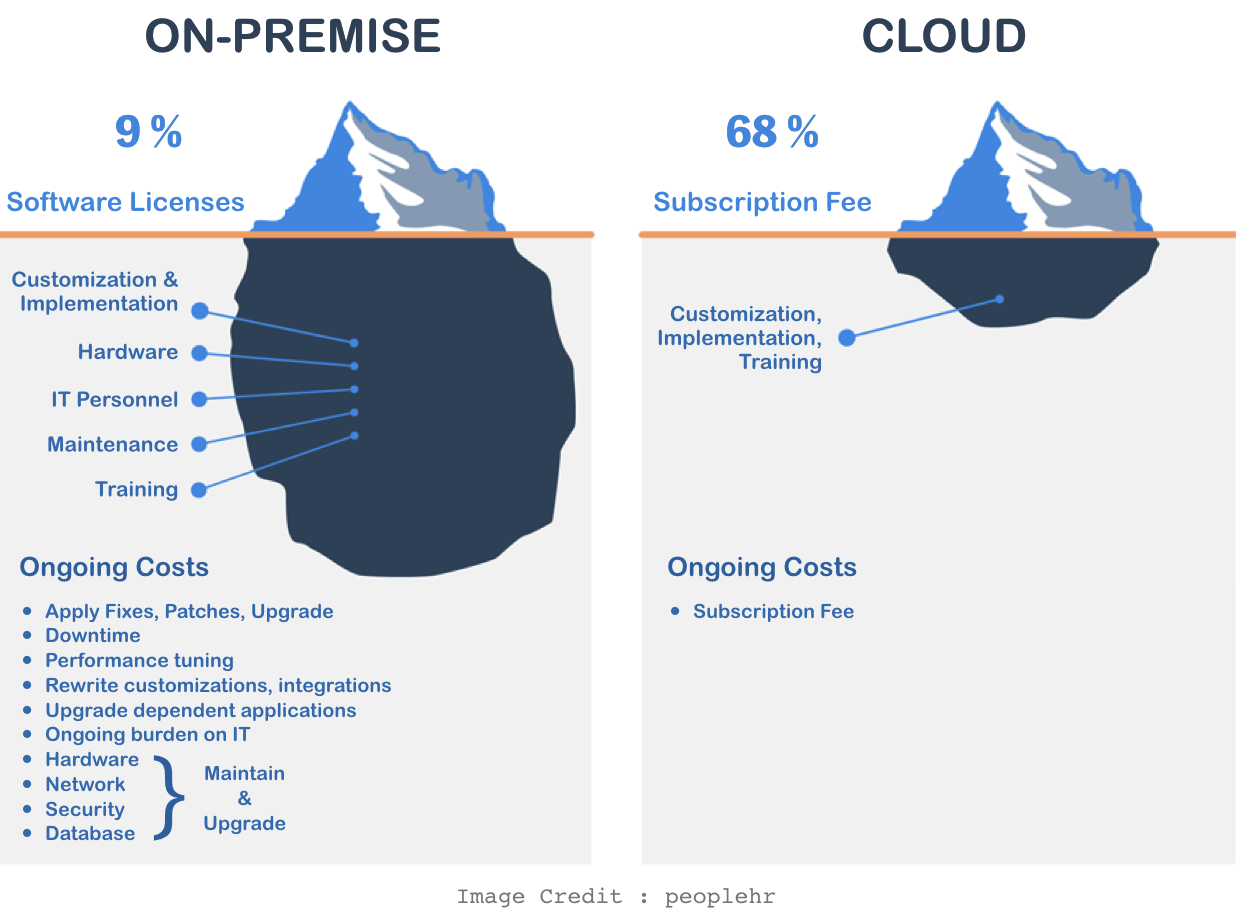 ON-PREMISE
9 %
Software Licenses
Customization &
Implementation
Hardware
IT Personnel
Maintenance
Training
Ongoing Costs
• Apply Fixes, Patches, Upgrade
• Downtime
• Performance tuning
• Rewrite customizations, integrations
• Upgrade dependent applications
• Ongoing burden on IT
• Hardware
• Network
• Security
• Database
}
Maintain
&
Upgrade
CLOUD
68 %
Subscription Fee
Customization,
Implementation,
Training
Ongoing Costs
• Subscription Fee
Image Credit : peoplehr